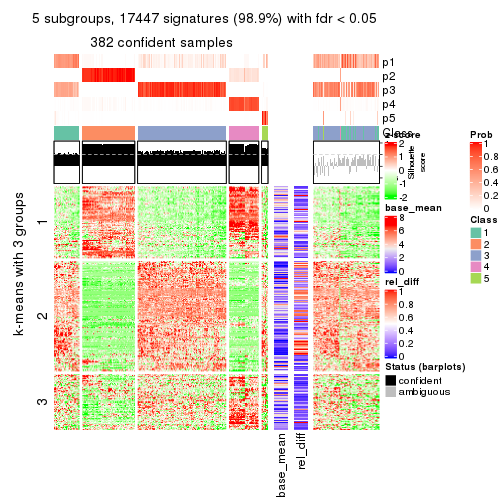 5 subgroups, 17447 signatures (98.9%) with fdr < 0.05
382 confident samples
p1
p2
p3
p4
p5
Class
z-score
2
1
0
-1
-2
Silhouette
score
base_mean
8
6
4
2
0
rel_diff
1
0.8
0.6
0.4
0.2
0
Status (barplots)
confident
ambiguous
Prob
1
0.8
0.6
0.4
0.2
0
Class
1
2
3
4
5
k-means with 3 groups
1
2
3
base_mean
rel_diff